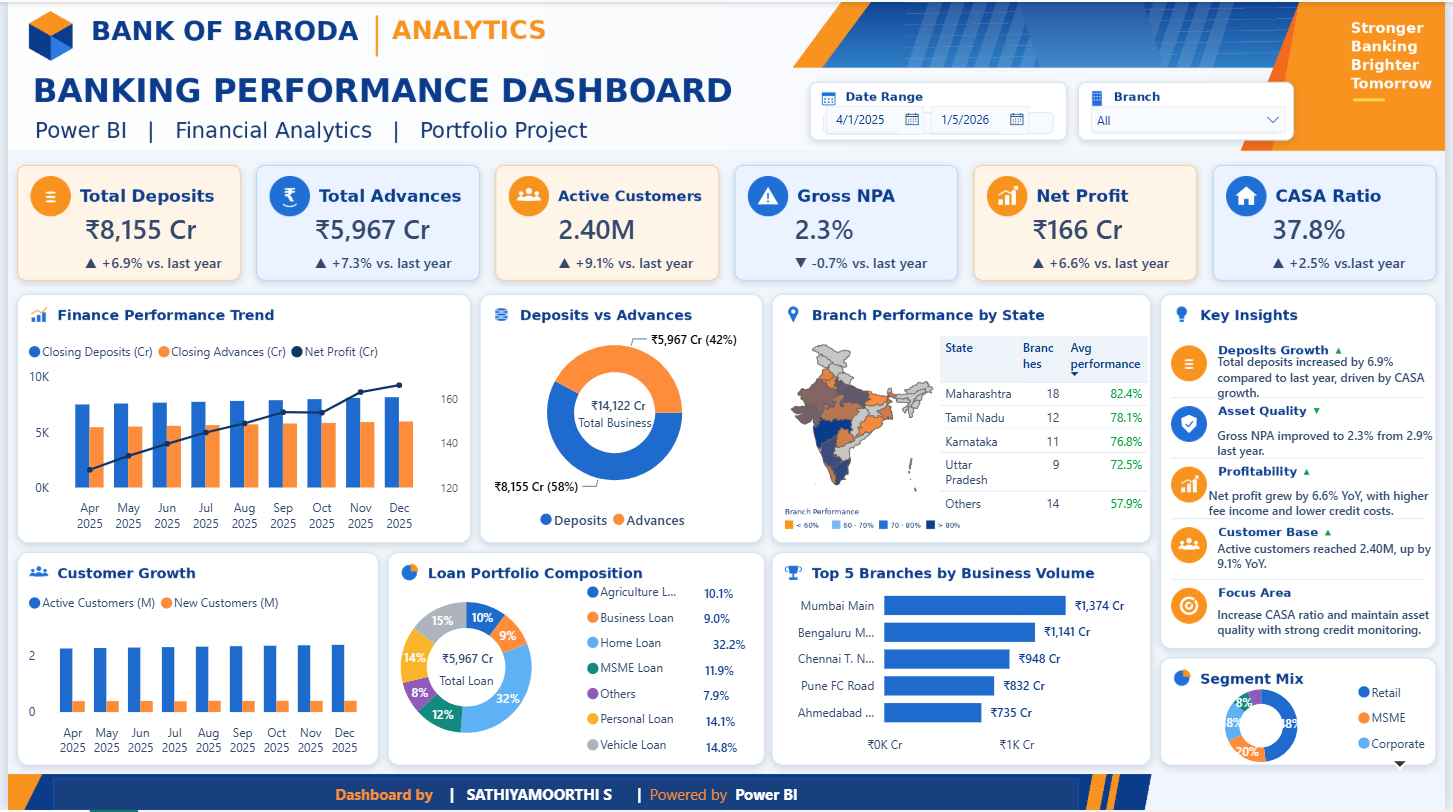 BANK OF BARODA | ANALYTICS
BANKING PERFORMANCE DASHBOARD
Power BI | Financial Analytics | Portfolio Project
Date Range
4/1/2025 1/5/2026
Branch
All
Stronger
Banking
Brighter
Tomorrow
Total Deposits
₹8,155 Cr
▲ +6.9% vs. last year
Total Advances
₹5,967 Cr
▲ +7.3% vs. last year
Active Customers
2.40M
▲ +9.1% vs. last year
Gross NPA
2.3%
▼ -0.7% vs. last year
Net Profit
₹166 Cr
▲ +6.6% vs. last year
CASA Ratio
37.8%
▲ +2.5% vs.last year
Finance Performance Trend
Closing Deposits (Cr) Closing Advances (Cr) Net Profit (Cr)
10K
5K
0K
160
140
120
Apr May Jun Jul Aug Sep Oct Nov Dec
2025 2025 2025 2025 2025 2025 2025 2025 2025
Deposits vs Advances
₹5,967 Cr (42%)
₹14,122 Cr
Total Business
₹8,155 Cr (58%)
Deposits Advances
Branch Performance by State
State Branc Avg
hes performance
Maharashtra 18 82.4%
Tamil Nadu 12 78.1%
Karnataka 11 76.8%
Uttar 9 72.5%
Pradesh
Others 14 57.9%
Branch Performance
< 60% 60 - 70% 70 - 80% > 80%
Key Insights
Deposits Growth ▲
Total deposits increased by 6.9%
compared to last year, driven by CASA
growth.
Asset Quality ▼
Gross NPA improved to 2.3% from 2.9%
last year.
Profitability ▲
Net profit grew by 6.6% YoY, with higher
fee income and lower credit costs.
Customer Base ▲
Active customers reached 2.40M, up by
9.1% YoY.
Focus Area
Increase CASA ratio and maintain asset
quality with strong credit monitoring.
Customer Growth
Active Customers (M) New Customers (M)
2
0
Apr May Jun Jul Aug Sep Oct Nov Dec
2025 2025 2025 2025 2025 2025 2025 2025 2025
Loan Portfolio Composition
10%
9%
32%
12%
8%
14%
15%
₹5,967 Cr
Total Loan
Agriculture L... 10.1%
Business Loan 9.0%
Home Loan 32.2%
MSME Loan 11.9%
Others 7.9%
Personal Loan 14.1%
Vehicle Loan 14.8%
Top 5 Branches by Business Volume
Mumbai Main ₹1,374 Cr
Bengaluru M... ₹1,141 Cr
Chennai T. N... ₹948 Cr
Pune FC Road ₹832 Cr
Ahmedabad ... ₹735 Cr
₹0K Cr ₹1K Cr
Segment Mix
48%
20%
8%
Retail
MSME
Corporate
Dashboard by | SATHIYAMOORTHI S | Powered by Power BI